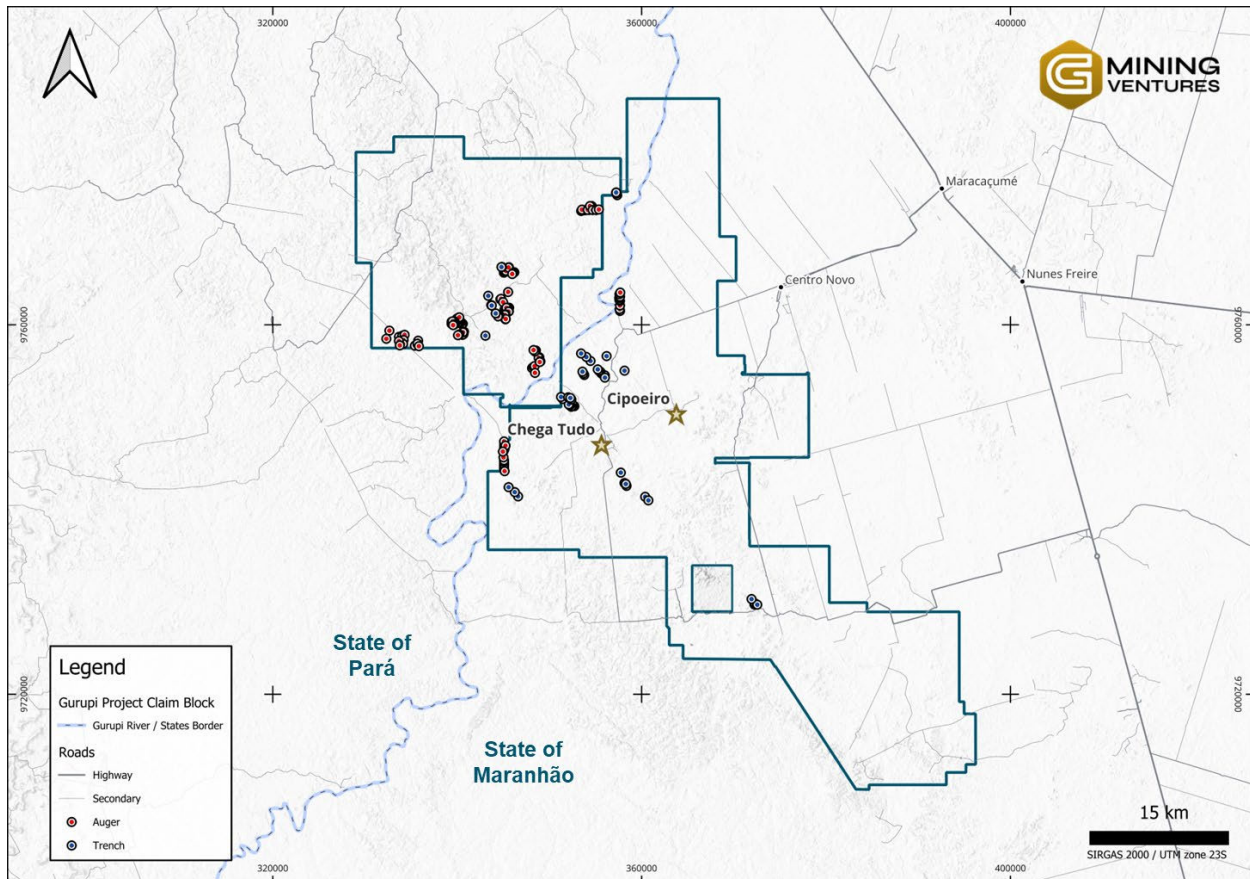 320000
360000
400000
G
MINING
VENTURES
Maracaçumé
Nunes Freire
Centro Novo
9760000
9760000
Cipoeiro
Chega Tudo
State of
Pará
State of
Maranhão
9720000
9720000
Legend
Gurupi Project Claim Block
Gurupi River / States Border
Roads
Highway
Secondary
Auger
Trench
15 km
SIRGAS 2000 / UTM zone 23S
320000
360000
400000